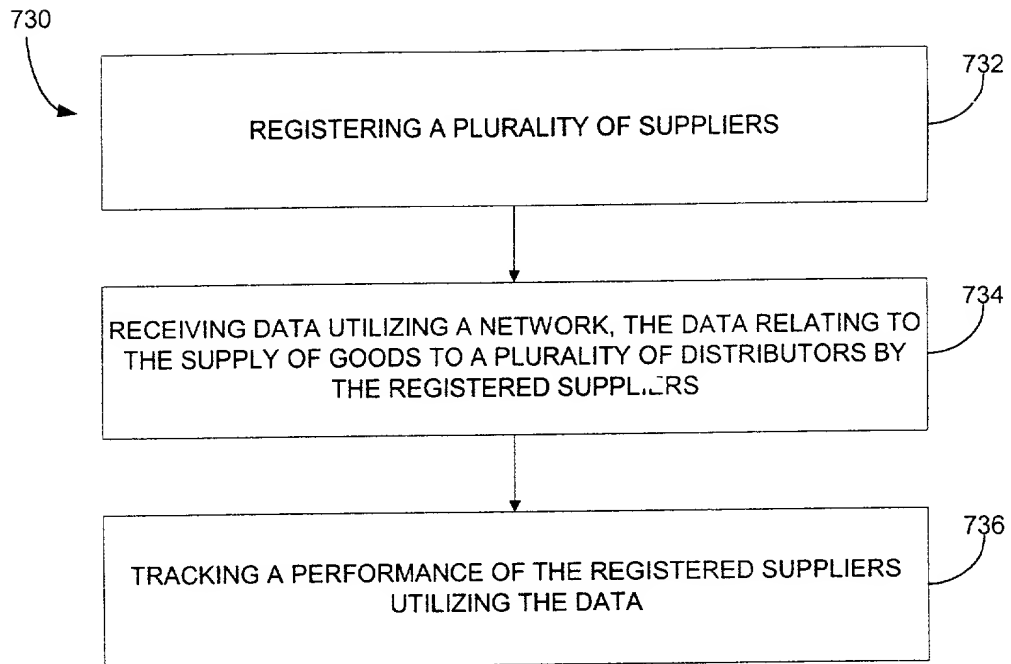 730
732
REGISTERING A PLURALITY OF SUPPLIERS
734
RECEIVING DATA UTILIZING A NETWORK, THE DATA RELATING TO
THE SUPPLY OF GOODS TO A PLURALITY OF DISTRIBUTORS BY
THE REGISTERED SUPPLIERS
736
TRACKING A PERFORMANCE OF THE REGISTERED SUPPLIERS
UTILIZING THE DATA